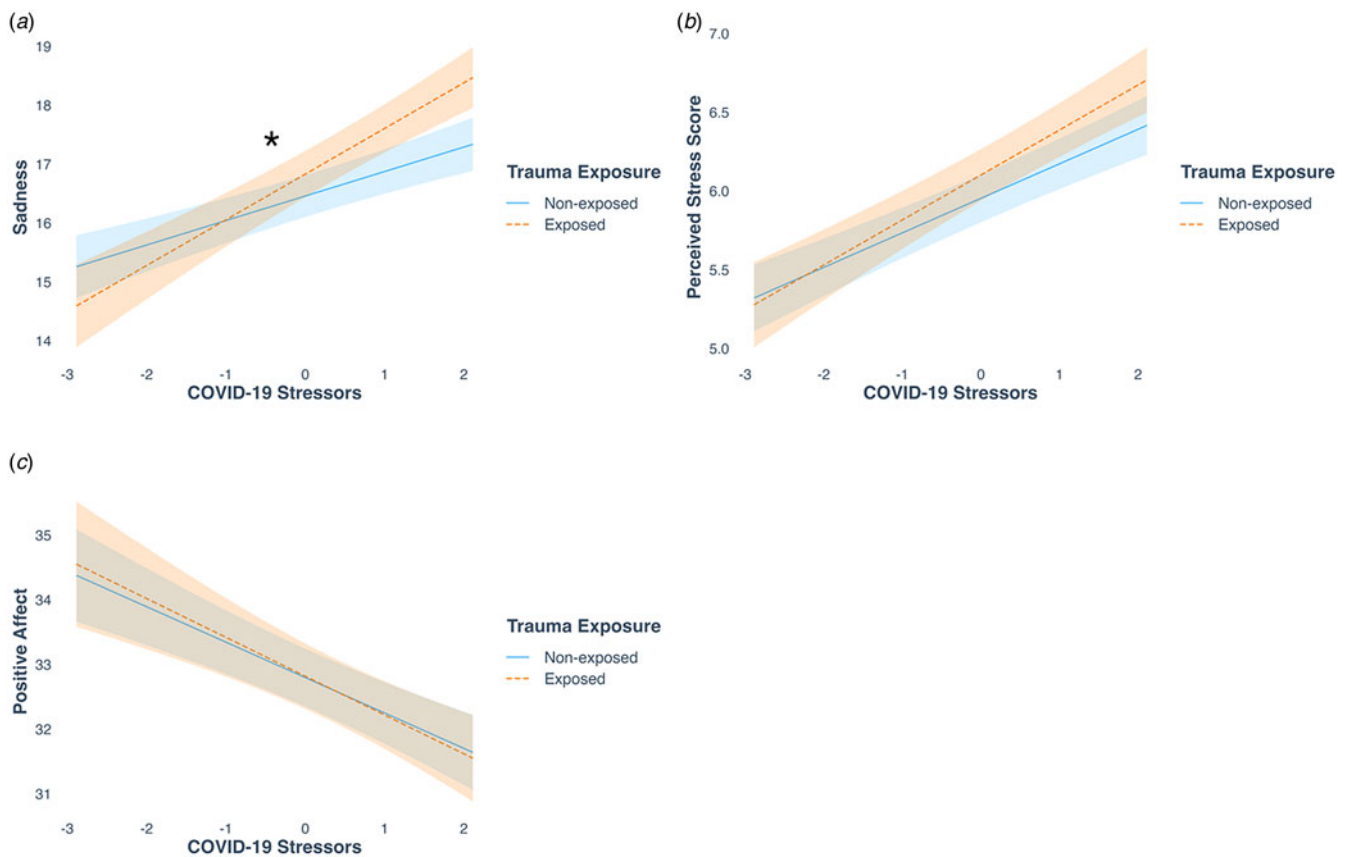 (a)
19
18
17
16
15
14
Sadness
*
-3 -2 -1 0 1 2
COVID-19 Stressors
Trauma Exposure
Non-exposed
Exposed
(b)
7.0
6.5
6.0
5.5
5.0
Perceived Stress Score
-3 -2 -1 0 1 2
COVID-19 Stressors
Trauma Exposure
Non-exposed
Exposed
(c)
35
34
33
32
31
Positive Affect
-3 -2 -1 0 1 2
COVID-19 Stressors
Trauma Exposure
Non-exposed
Exposed